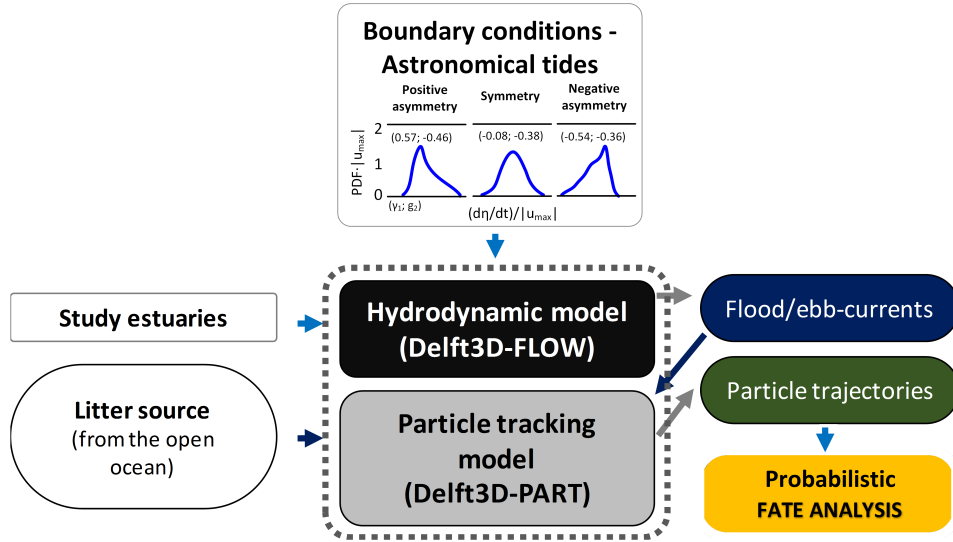 Boundary conditions -
Astronomical tides
Positive
asymmetry
Symmetry
Negative
asymmetry
(0.57; -0.46)
(-0.08; -0.38)
(-0.54; -0.36)
PDF·|uₘₐₓ|
2
1
0
(γ₁; g₂)
(dη/dt)/|uₘₐₓ|
Study estuaries
Hydrodynamic model
(Delft3D-FLOW)
Flood/ebb-currents
Litter source
(from the open
ocean)
Particle tracking
model
(Delft3D-PART)
Particle trajectories
Probabilistic
FATE ANALYSIS